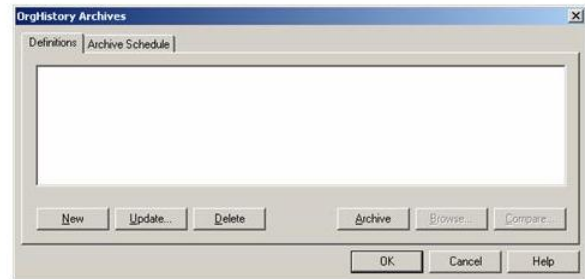 OrgHistory Archives
Definitions Archive Schedule
New Update... Delete Archive Browse... Compare...
OK Cancel Help